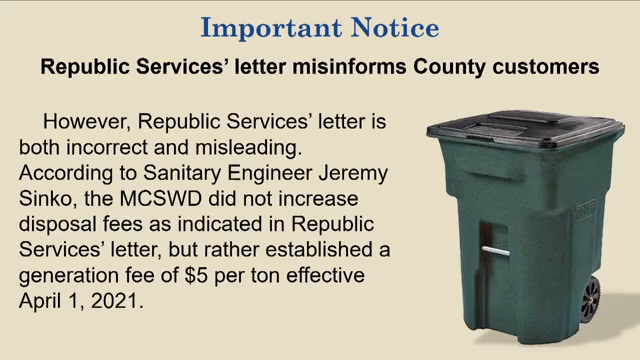 Important Notice
Republic Services’ letter misinforms County customers
However, Republic Services’ letter is
both incorrect and misleading.
According to Sanitary Engineer Jeremy
Sinko, the MCSWD did not increase
disposal fees as indicated in Republic
Services’ letter, but rather established a
generation fee of $5 per ton effective
April 1, 2021.